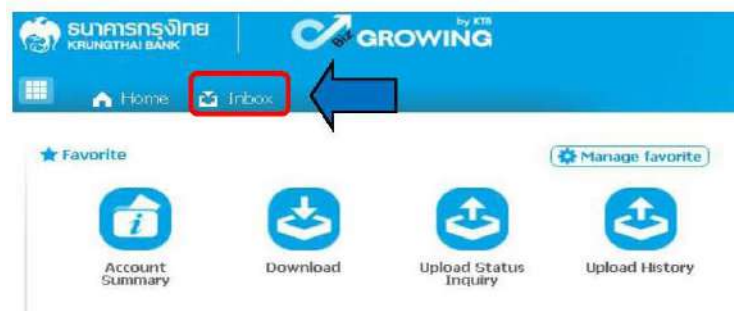 ธนาคารกรุงไทย
KRUNGTHAI BANK
by KTB
Biz GROWING
Home Inbox
Favorite
Manage favorite
Account
Summary
Download
Upload Status
Inquiry
Upload History